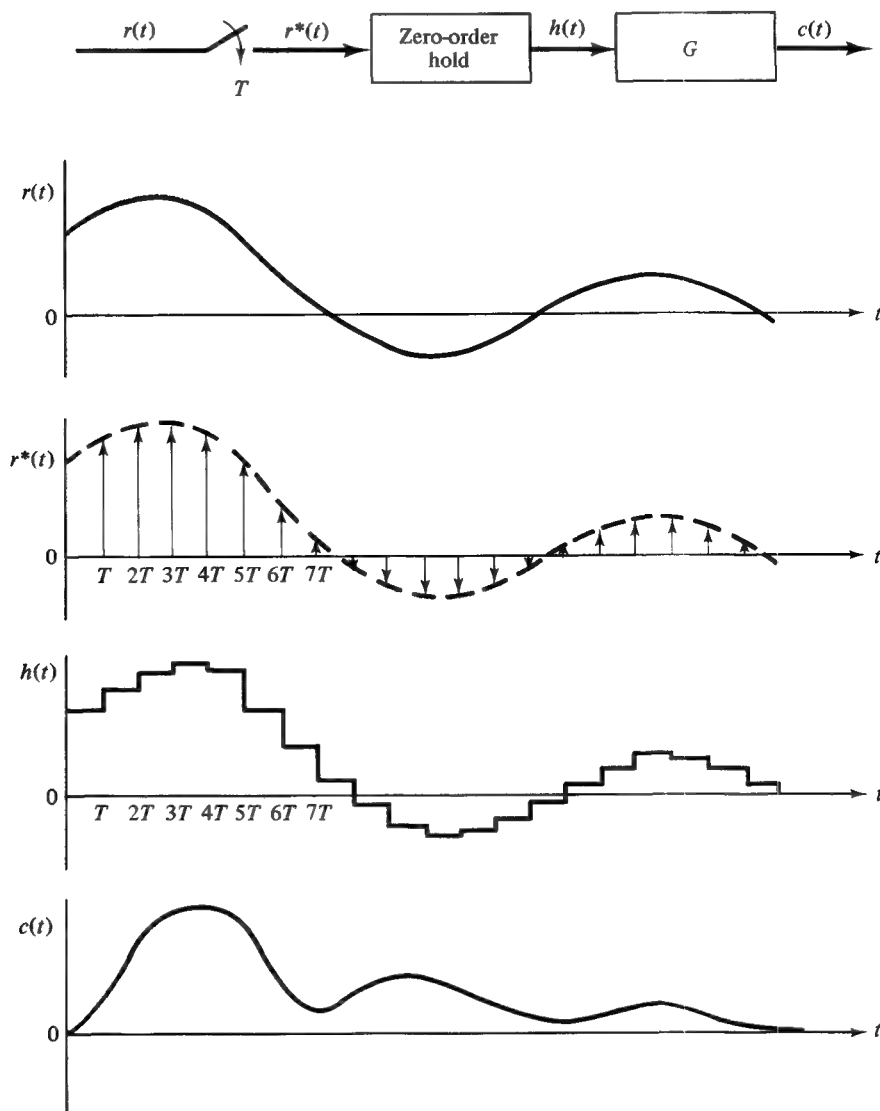 r(t) r*(t) Zero-order hold h(t) G c(t)
T
r(t)
0 t
r*(t)
0 t
T 2T 3T 4T 5T 6T 7T
h(t)
0 t
T 2T 3T 4T 5T 6T 7T
c(t)
0 t